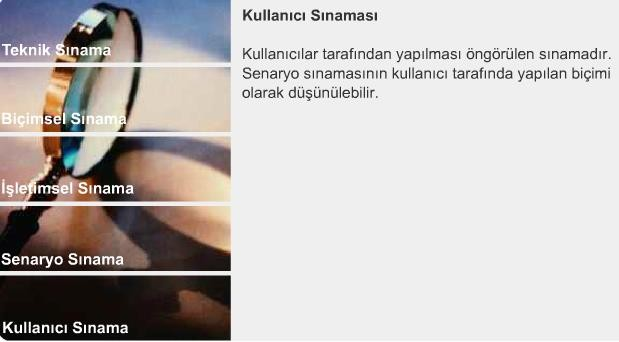 Teknik Sınama
Biçimsel Sınama
İşletimsel Sınama
Senaryo Sınama
Kullanıcı Sınama
Kullanıcı Sınaması
Kullanıcılar tarafından yapılması öngörülen sınamadır.
Senaryo sınamasının kullanıcı tarafında yapılan biçimi
olarak düşünülebilir.